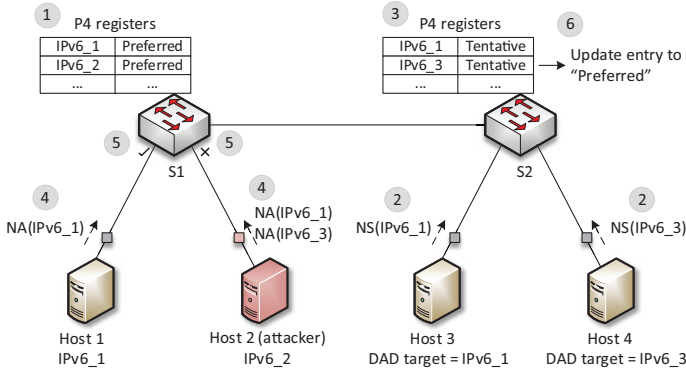 1
P4 registers
IPv6_1 Preferred
IPv6_2 Preferred
... ...
3
P4 registers
IPv6_1 Tentative
IPv6_3 Tentative
... ...
6
Update entry to
"Preferred"
5
5
S1
S2
4
NA(IPv6_1)
4
NA(IPv6_1)
NA(IPv6_3)
2
NS(IPv6_1)
2
NS(IPv6_3)
Host 1
IPv6_1
Host 2 (attacker)
IPv6_2
Host 3
DAD target = IPv6_1
Host 4
DAD target = IPv6_3